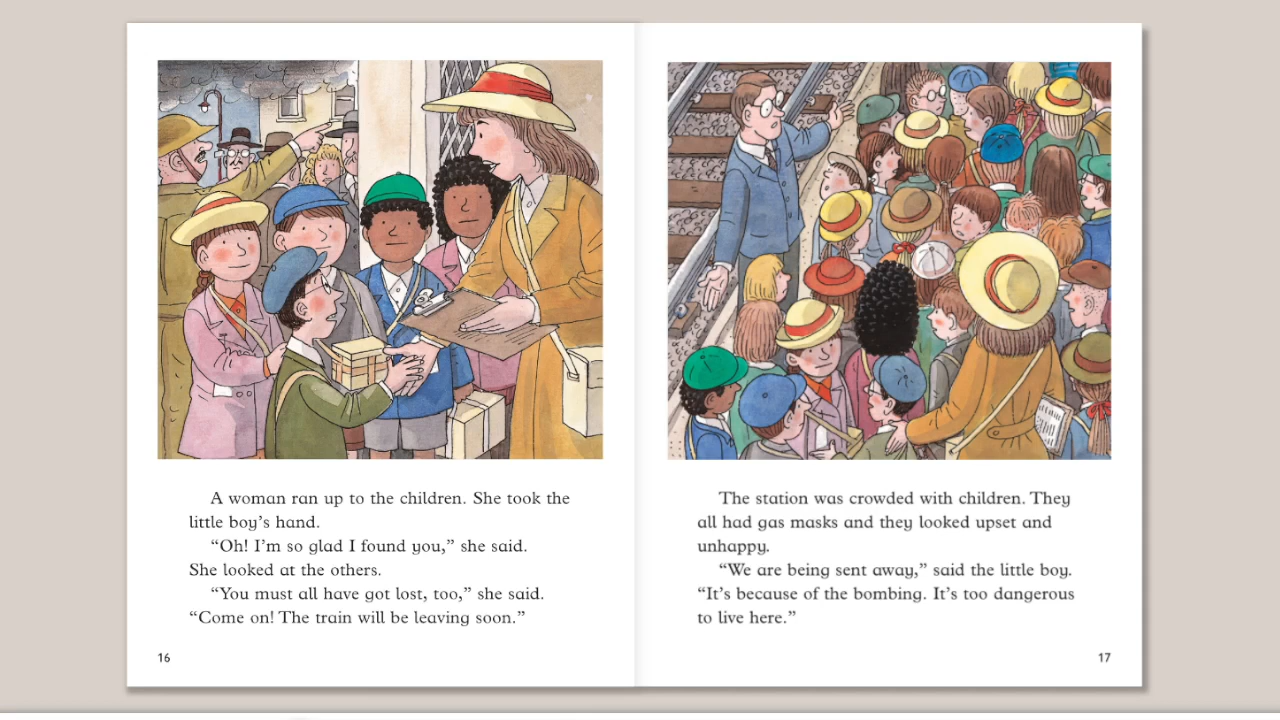 A woman ran up to the children. She took the
little boy's hand.
“Oh! I'm so glad I found you,” she said.
She looked at the others.
“You must all have got lost, too,” she said.
“Come on! The train will be leaving soon.”
16
The station was crowded with children. They
all had gas masks and they looked upset and
unhappy.
“We are being sent away,” said the little boy.
“It's because of the bombing. It's too dangerous
to live here.”
17